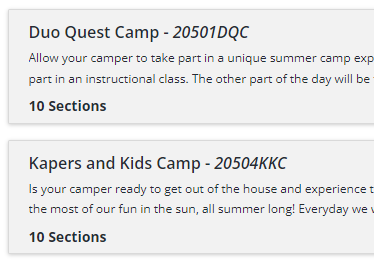 Duo Quest Camp - 20501DQC
Allow your camper to take part in a unique summer camp
part in an instructional class. The other part of the day will be
10 Sections
Kapers and Kids Camp - 20504KKC
Is your camper ready to get out of the house and experience
the most of our fun in the sun, all summer long! Everyday we
10 Sections